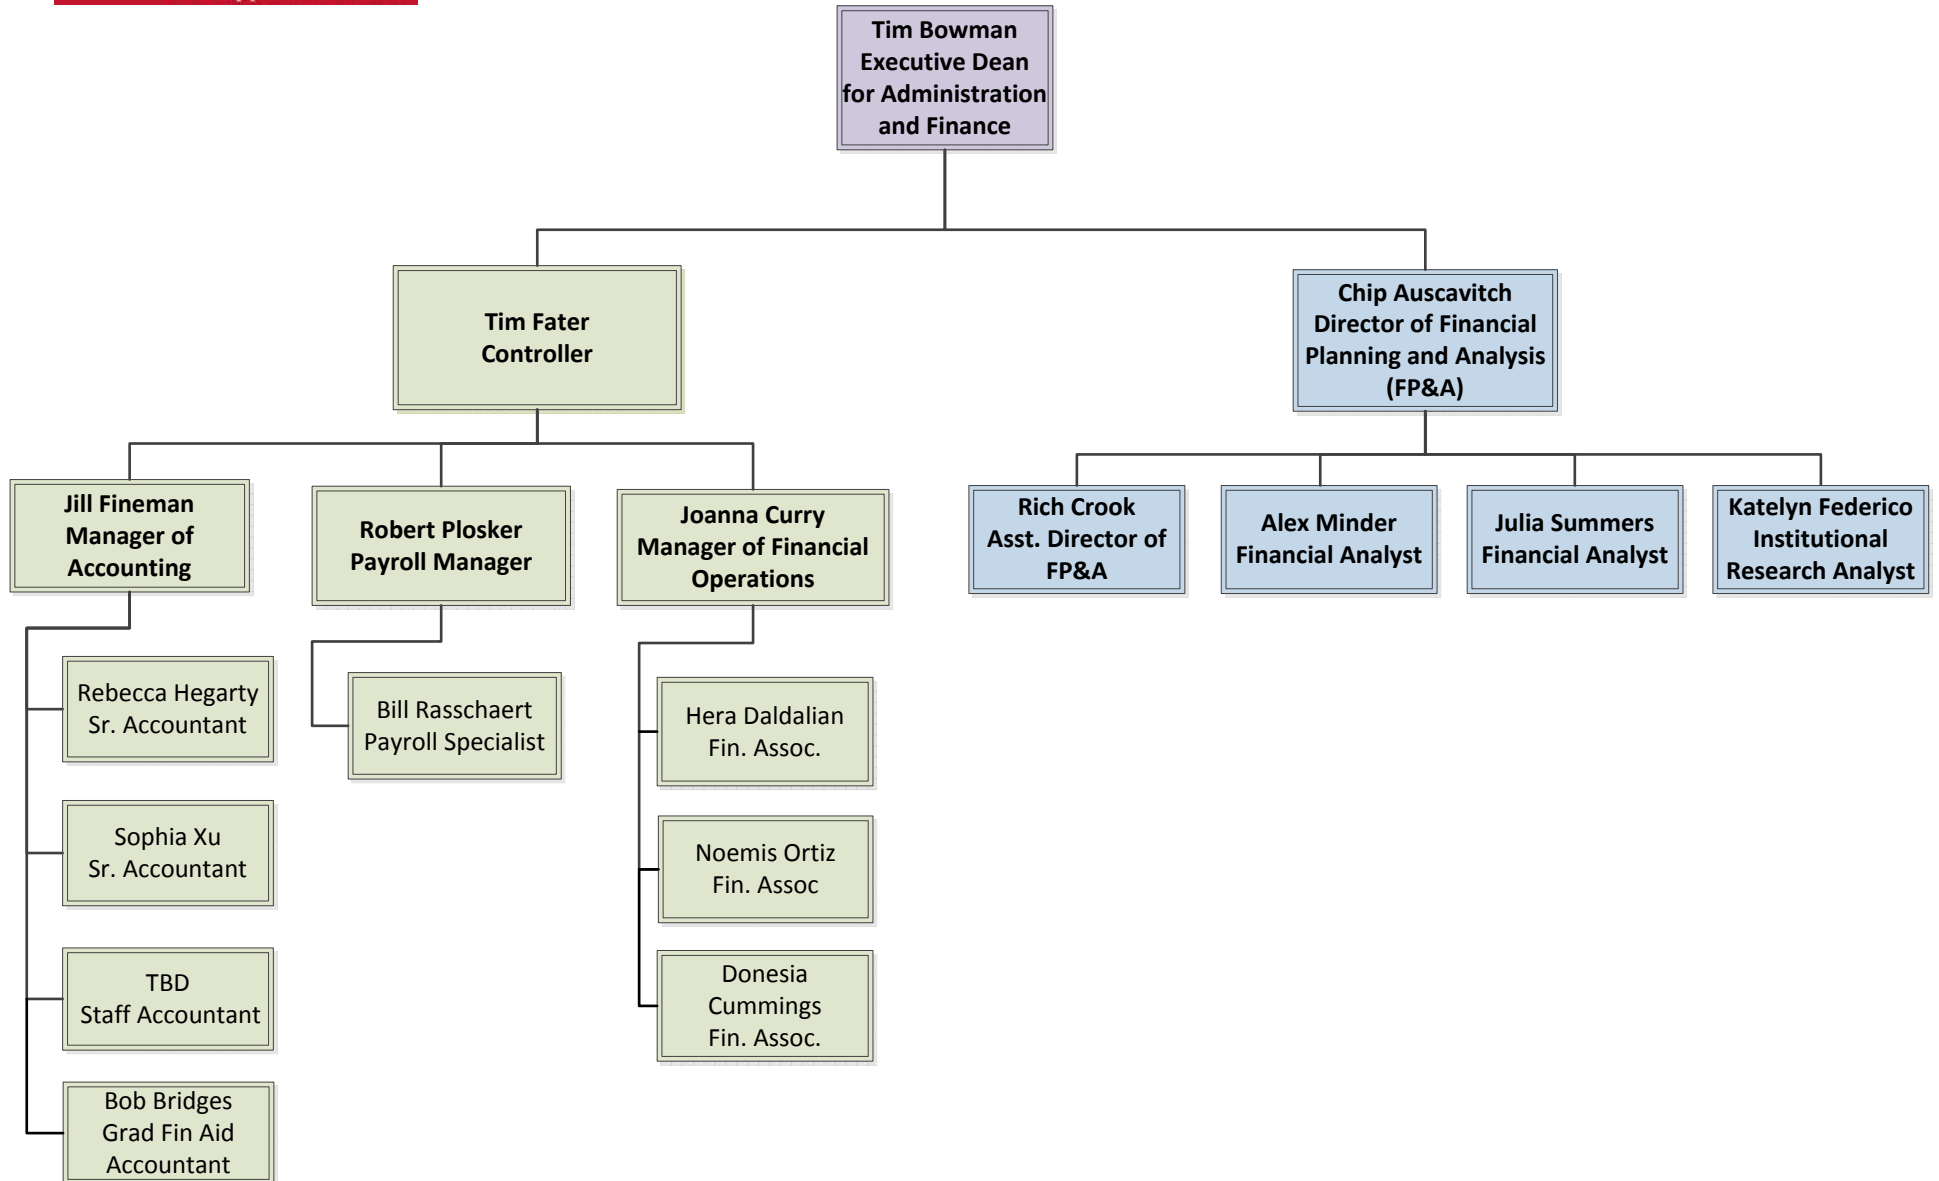 Tim Bowman
Executive Dean
for Administration
and Finance
Tim Fater
Controller
Chip Auscavitch
Director of Financial
Planning and Analysis
(FP&A)
Jill Fineman
Manager of
Accounting
Robert Plosker
Payroll Manager
Joanna Curry
Manager of Financial
Operations
Rich Crook
Asst. Director of
FP&A
Alex Minder
Financial Analyst
Julia Summers
Financial Analyst
Katelyn Federico
Institutional
Research Analyst
Rebecca Hegarty
Sr. Accountant
Sophia Xu
Sr. Accountant
TBD
Staff Accountant
Bob Bridges
Grad Fin Aid
Accountant
Bill Rasschaert
Payroll Specialist
Hera Daldalian
Fin. Assoc.
Noemis Ortiz
Fin. Assoc
Donesia
Cummings
Fin. Assoc.